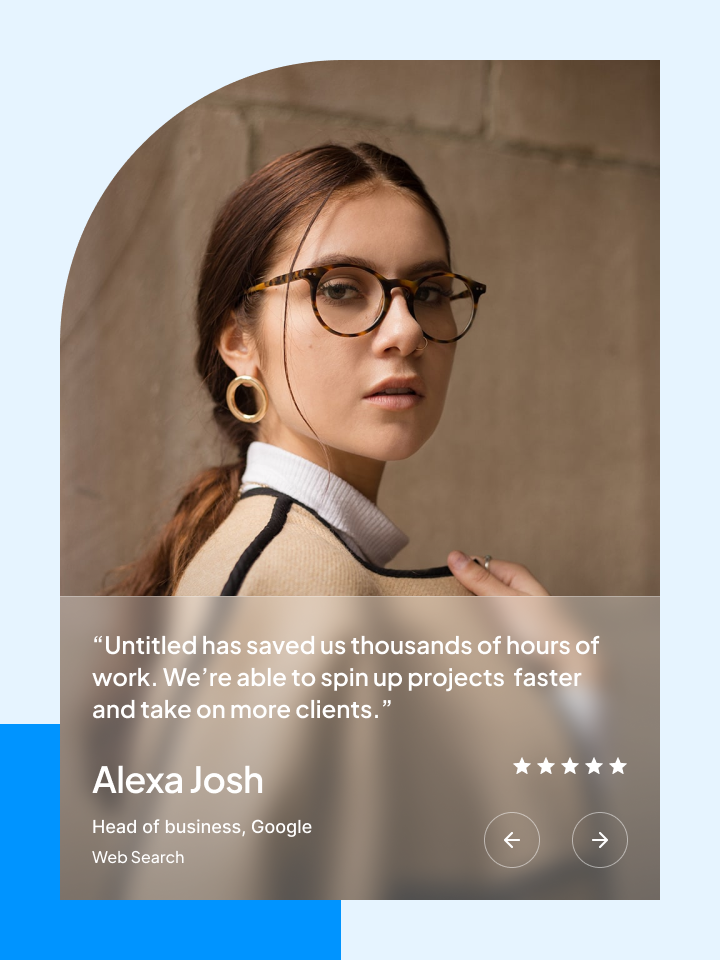 “Untitled has saved us thousands of hours of
work. We’re able to spin up projects  faster
and take on more clients.”
Alexa Josh
Head of business, Google
Web Search